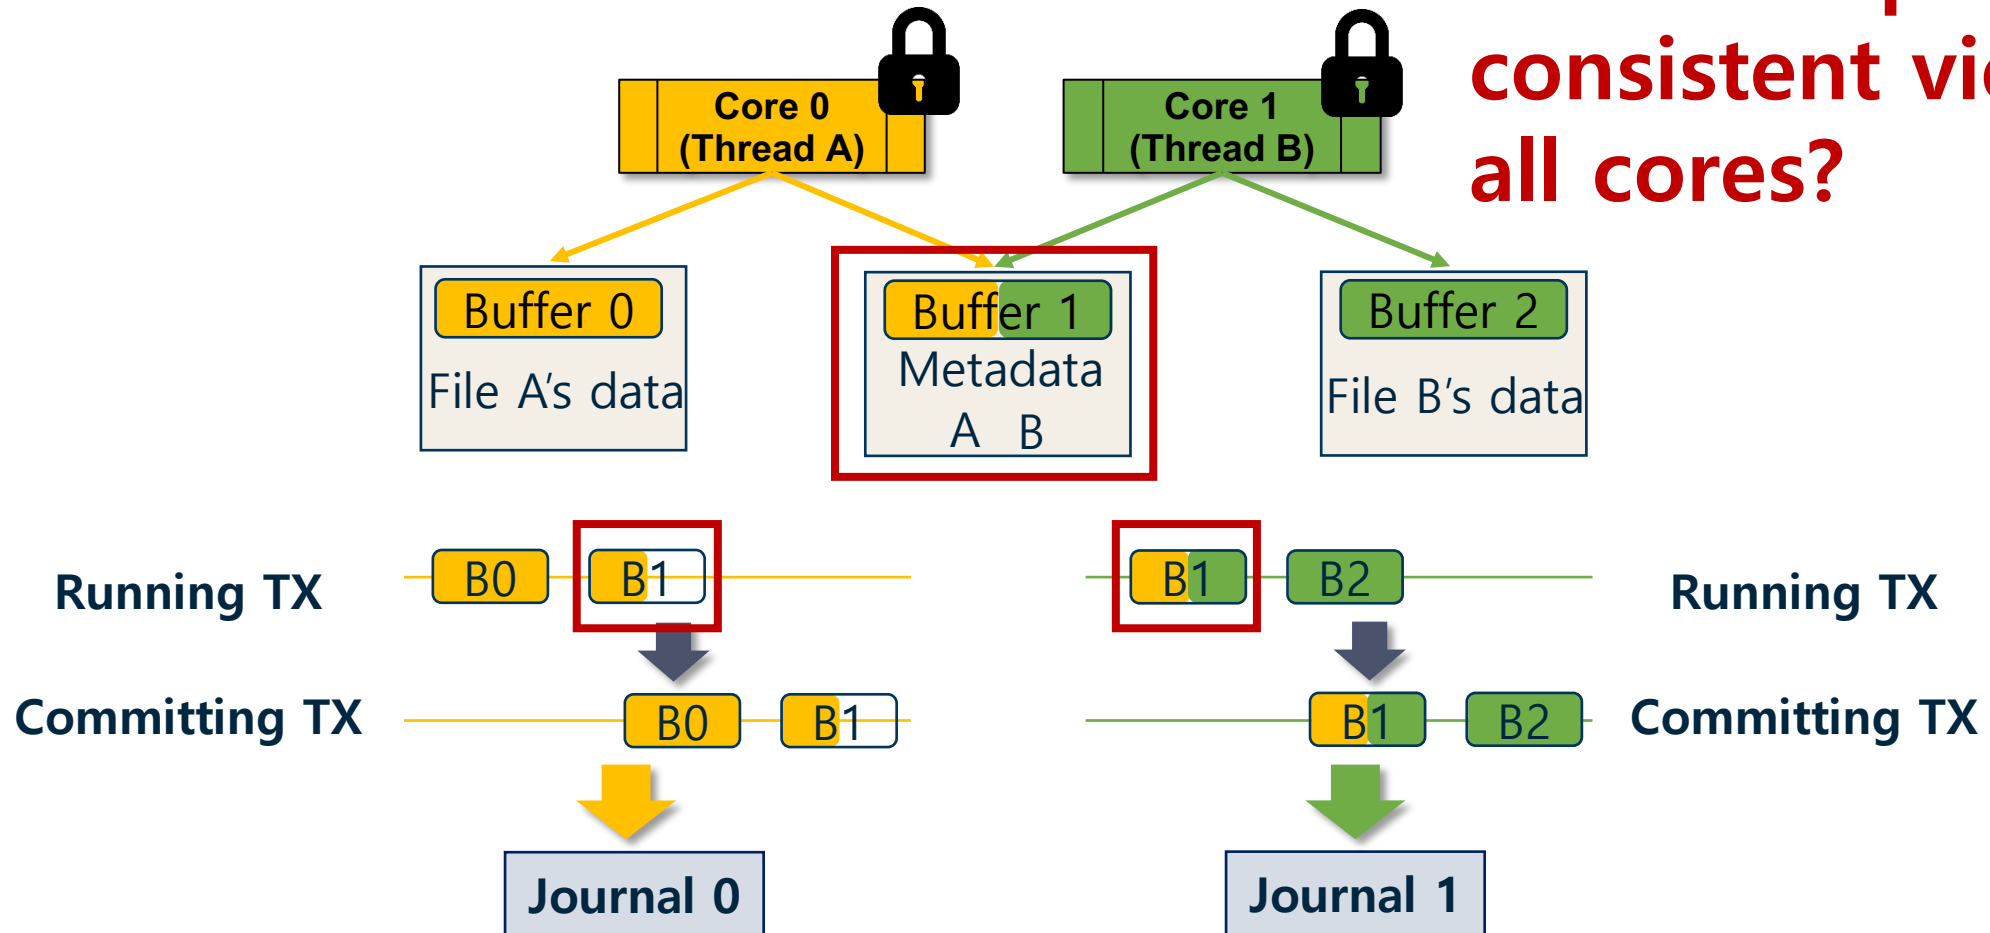 consistent
all cores?
Core 0
(Thread A)
Core 1
(Thread B)
Buffer 0
File A's data
Buffer 1
Metadata
A B
Buffer 2
File B's data
Running TX
B0
B1
B1
B2
Running TX
Committing TX
B0
B1
B1
B2
Committing TX
Journal 0
Journal 1